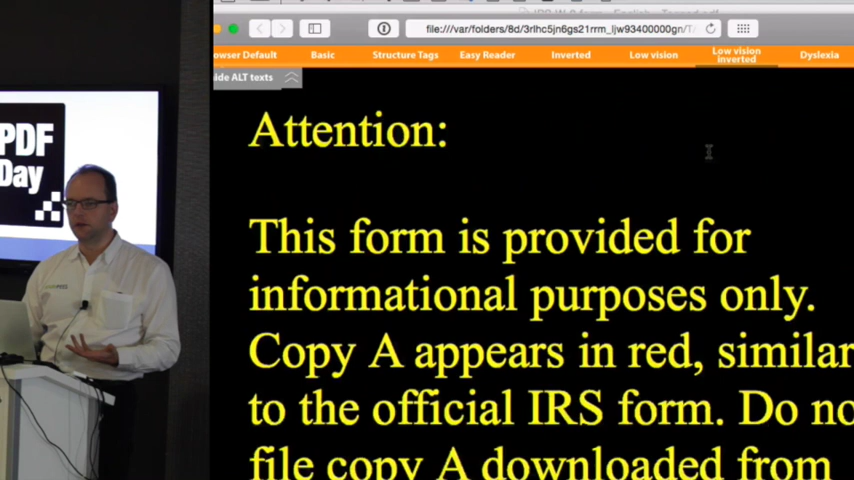 PDF
Day
file:///var/folders/8d/3rlhc5jn6gs21rrm_ljw93400000gn/T/
owser Default
Basic
Structure Tags
Easy Reader
Inverted
Low vision
Low vision
Inverted
Dyslexia
ide ALT texts
Attention:
This form is provided for
informational purposes only.
Copy A appears in red, similar
to the official IRS form. Do no
file copy A downloaded from